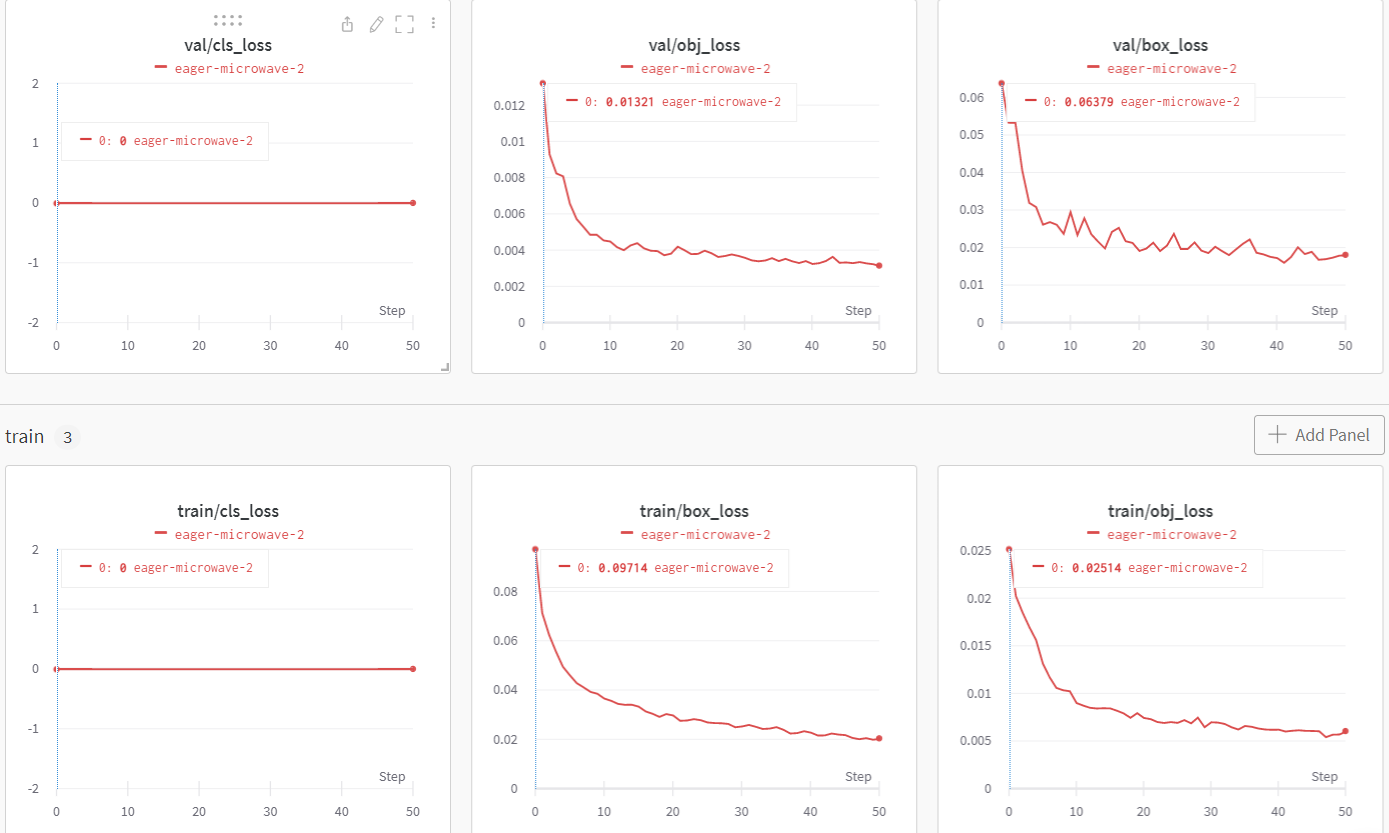 val/cls_loss
eager-microwave-2
2
1
0
-1
-2
0: 0 eager-microwave-2
Step
0 10 20 30 40 50
val/obj_loss
eager-microwave-2
0.012
0.01
0.008
0.006
0.004
0.002
0
0: 0.01321 eager-microwave-2
Step
0 10 20 30 40 50
val/box_loss
eager-microwave-2
0.06
0.05
0.04
0.03
0.02
0.01
0
0: 0.06379 eager-microwave-2
Step
0 10 20 30 40 50
train 3
Add Panel
train/cls_loss
eager-microwave-2
2
1
0
-1
-2
0: 0 eager-microwave-2
Step
0 10 20 30 40 50
train/box_loss
eager-microwave-2
0.08
0.06
0.04
0.02
0
0: 0.09714 eager-microwave-2
Step
0 10 20 30 40 50
train/obj_loss
eager-microwave-2
0.025
0.02
0.015
0.01
0.005
0
0: 0.02514 eager-microwave-2
Step
0 10 20 30 40 50